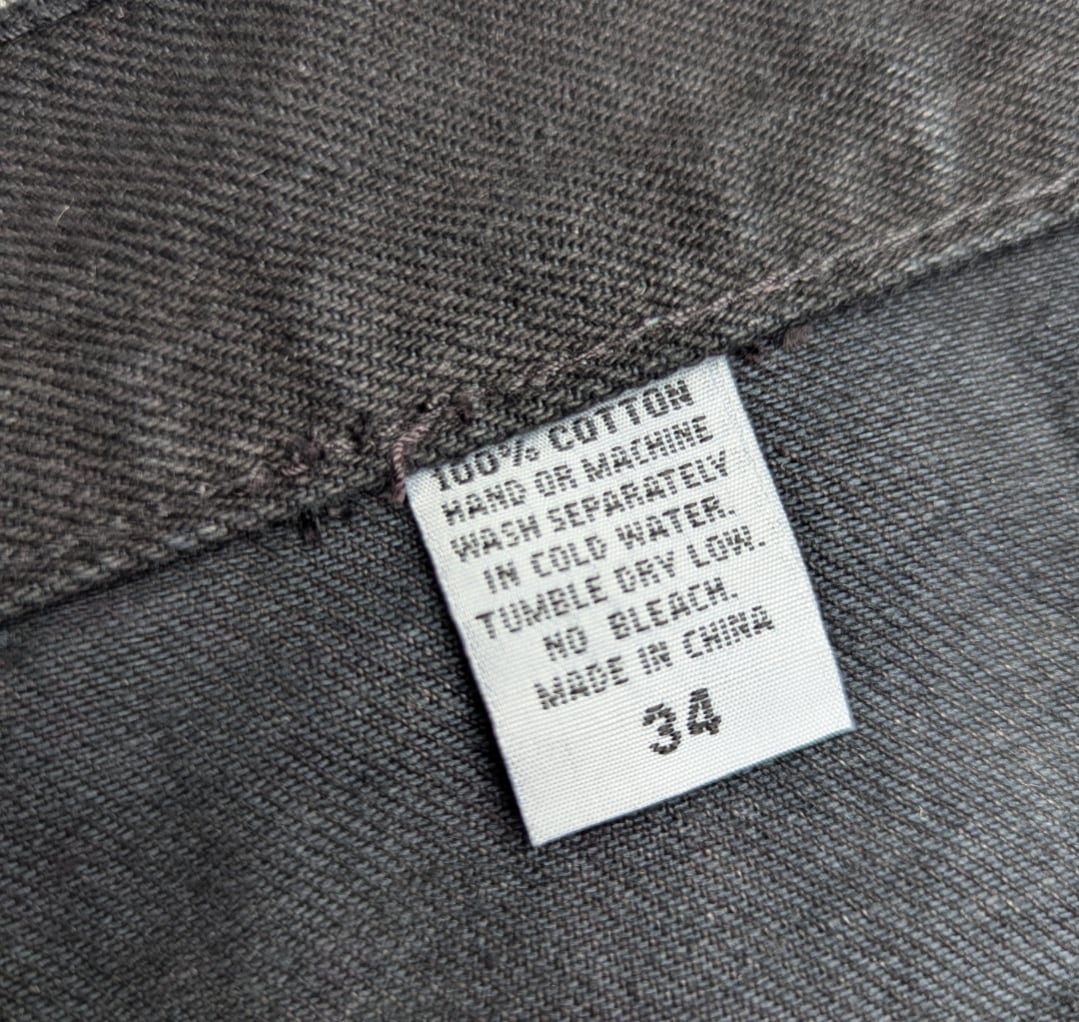 100% COTTON
HAND OR MACHINE
WASH SEPARATELY
IN COLD WATER.
TUMBLE DRY LOW.
NO BLEACH.
MADE IN CHINA
34